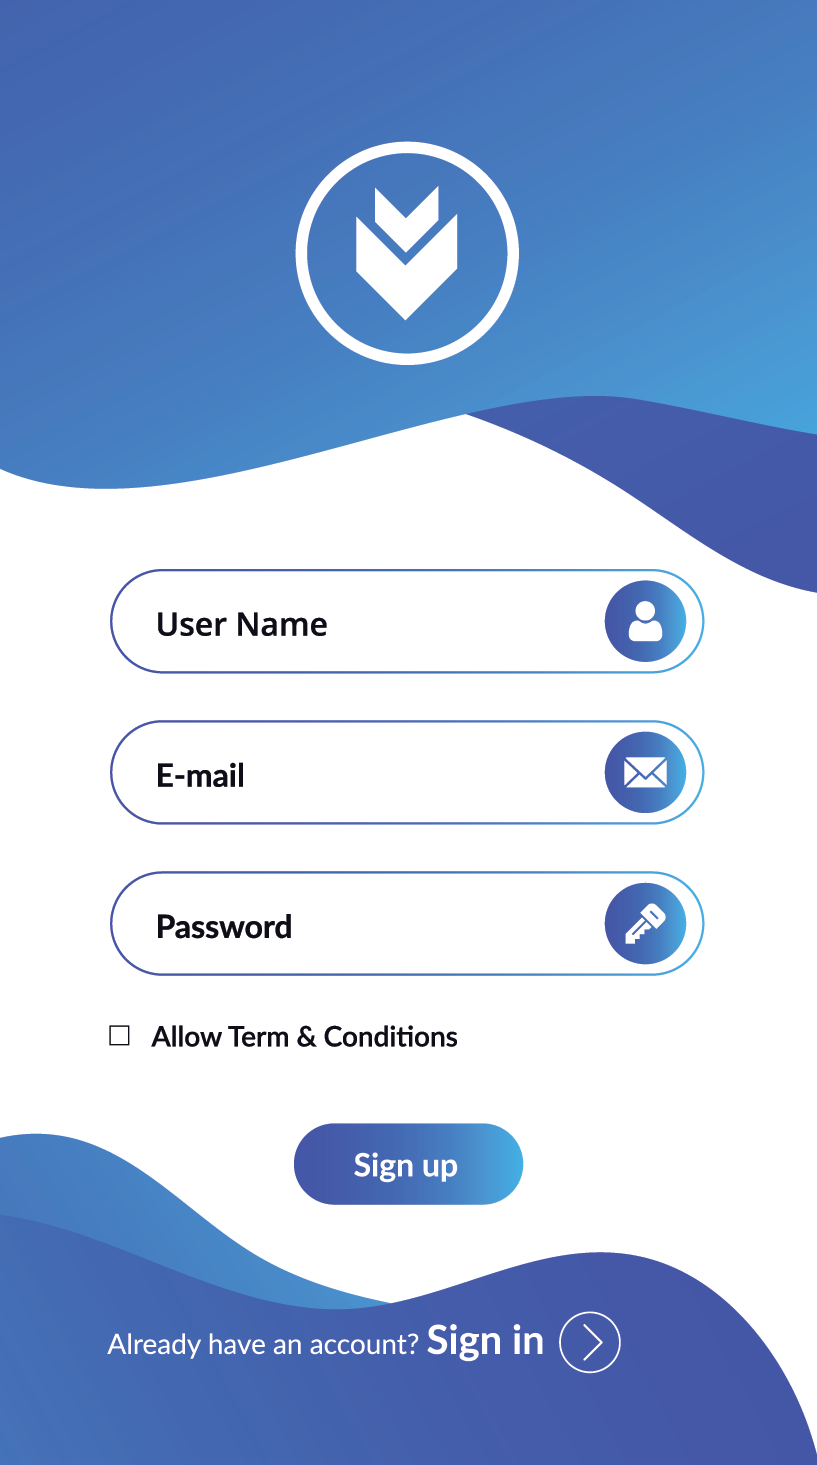 User Name
E-mail
Password
Allow Term & Conditions
Sign up
Already have an account? Sign in